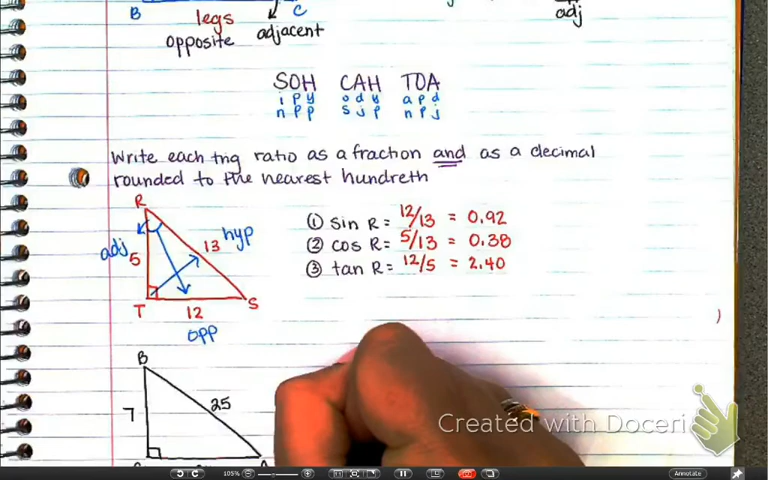 B
legs
C
opposite
adjacent
adj
SOH CAH TOA
i p y o d y a p d
n p p s j p n p j
Write each trig ratio as a fraction and as a decimal
rounded to the nearest hundreth
R
adj
5
13 hyp
T
12
S
opp
① sin R = 12/13 = 0.92
② cos R = 5/13 = 0.38
③ tan R = 12/5 = 2.40
)
B
7
25
Created with Doceri
105%
Annotate